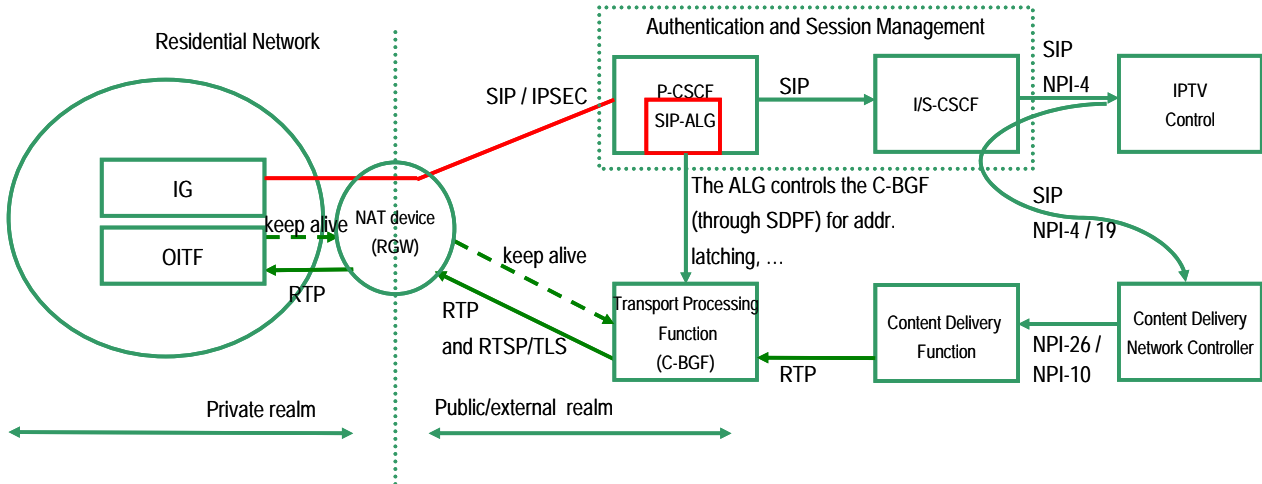 Authentication and Session Management
Residential Network
SIP
NPI-4
P-CSCF
SIP-ALG
SIP
I/S-CSCF
IPTV
Control
SIP / IPSEC
IG
The ALG controls the C-BGF
(through SDPF) for addr.
latching, ...
SIP
NPI-4 / 19
NAT device
(RGW)
keep alive
OITF
keep alive
RTP
RTP
and RTSP/TLS
Transport Processing
Function
(C-BGF)
RTP
Content Delivery
Function
NPI-26 /
NPI-10
Content Delivery
Network Controller
Private realm
Public/external realm